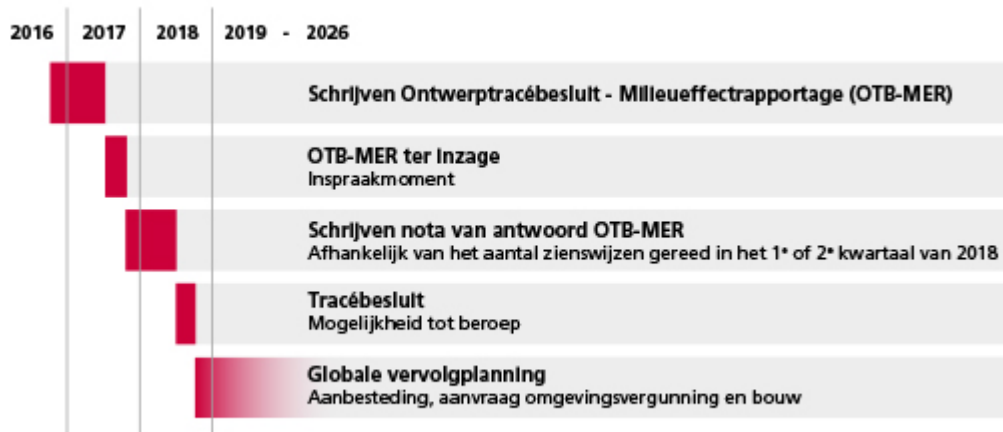 2016 2017 2018 2019 - 2026
Schrijven Ontwerptracébesluit - Milieueffectrapportage (OTB-MER)
OTB-MER ter inzage
Inspraakmoment
Schrijven nota van antwoord OTB-MER
Afhankelijk van het aantal zienswijzen gereed in het 1e of 2e kwartaal van 2018
Tracébesluit
Mogelijkheid tot beroep
Globale vervolgplanning
Aanbesteding, aanvraag omgevingsvergunning en bouw